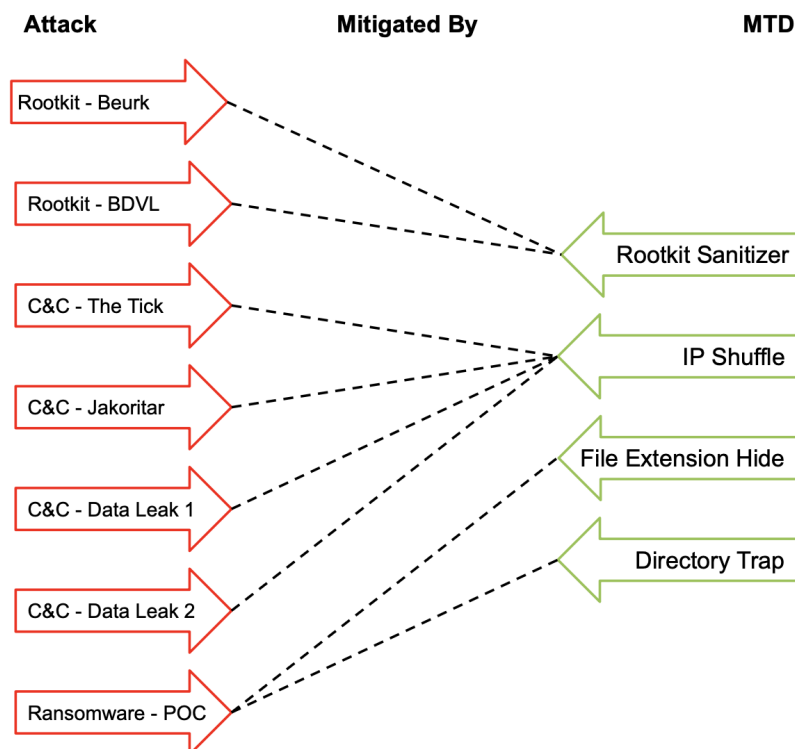 Attack Mitigated By MTD
Rootkit - Beurk
Rootkit - BDVL
Rootkit Sanitizer
C&C - The Tick
IP Shuffle
C&C - Jakoritar
File Extension Hide
C&C - Data Leak 1
Directory Trap
C&C - Data Leak 2
Ransomware - POC